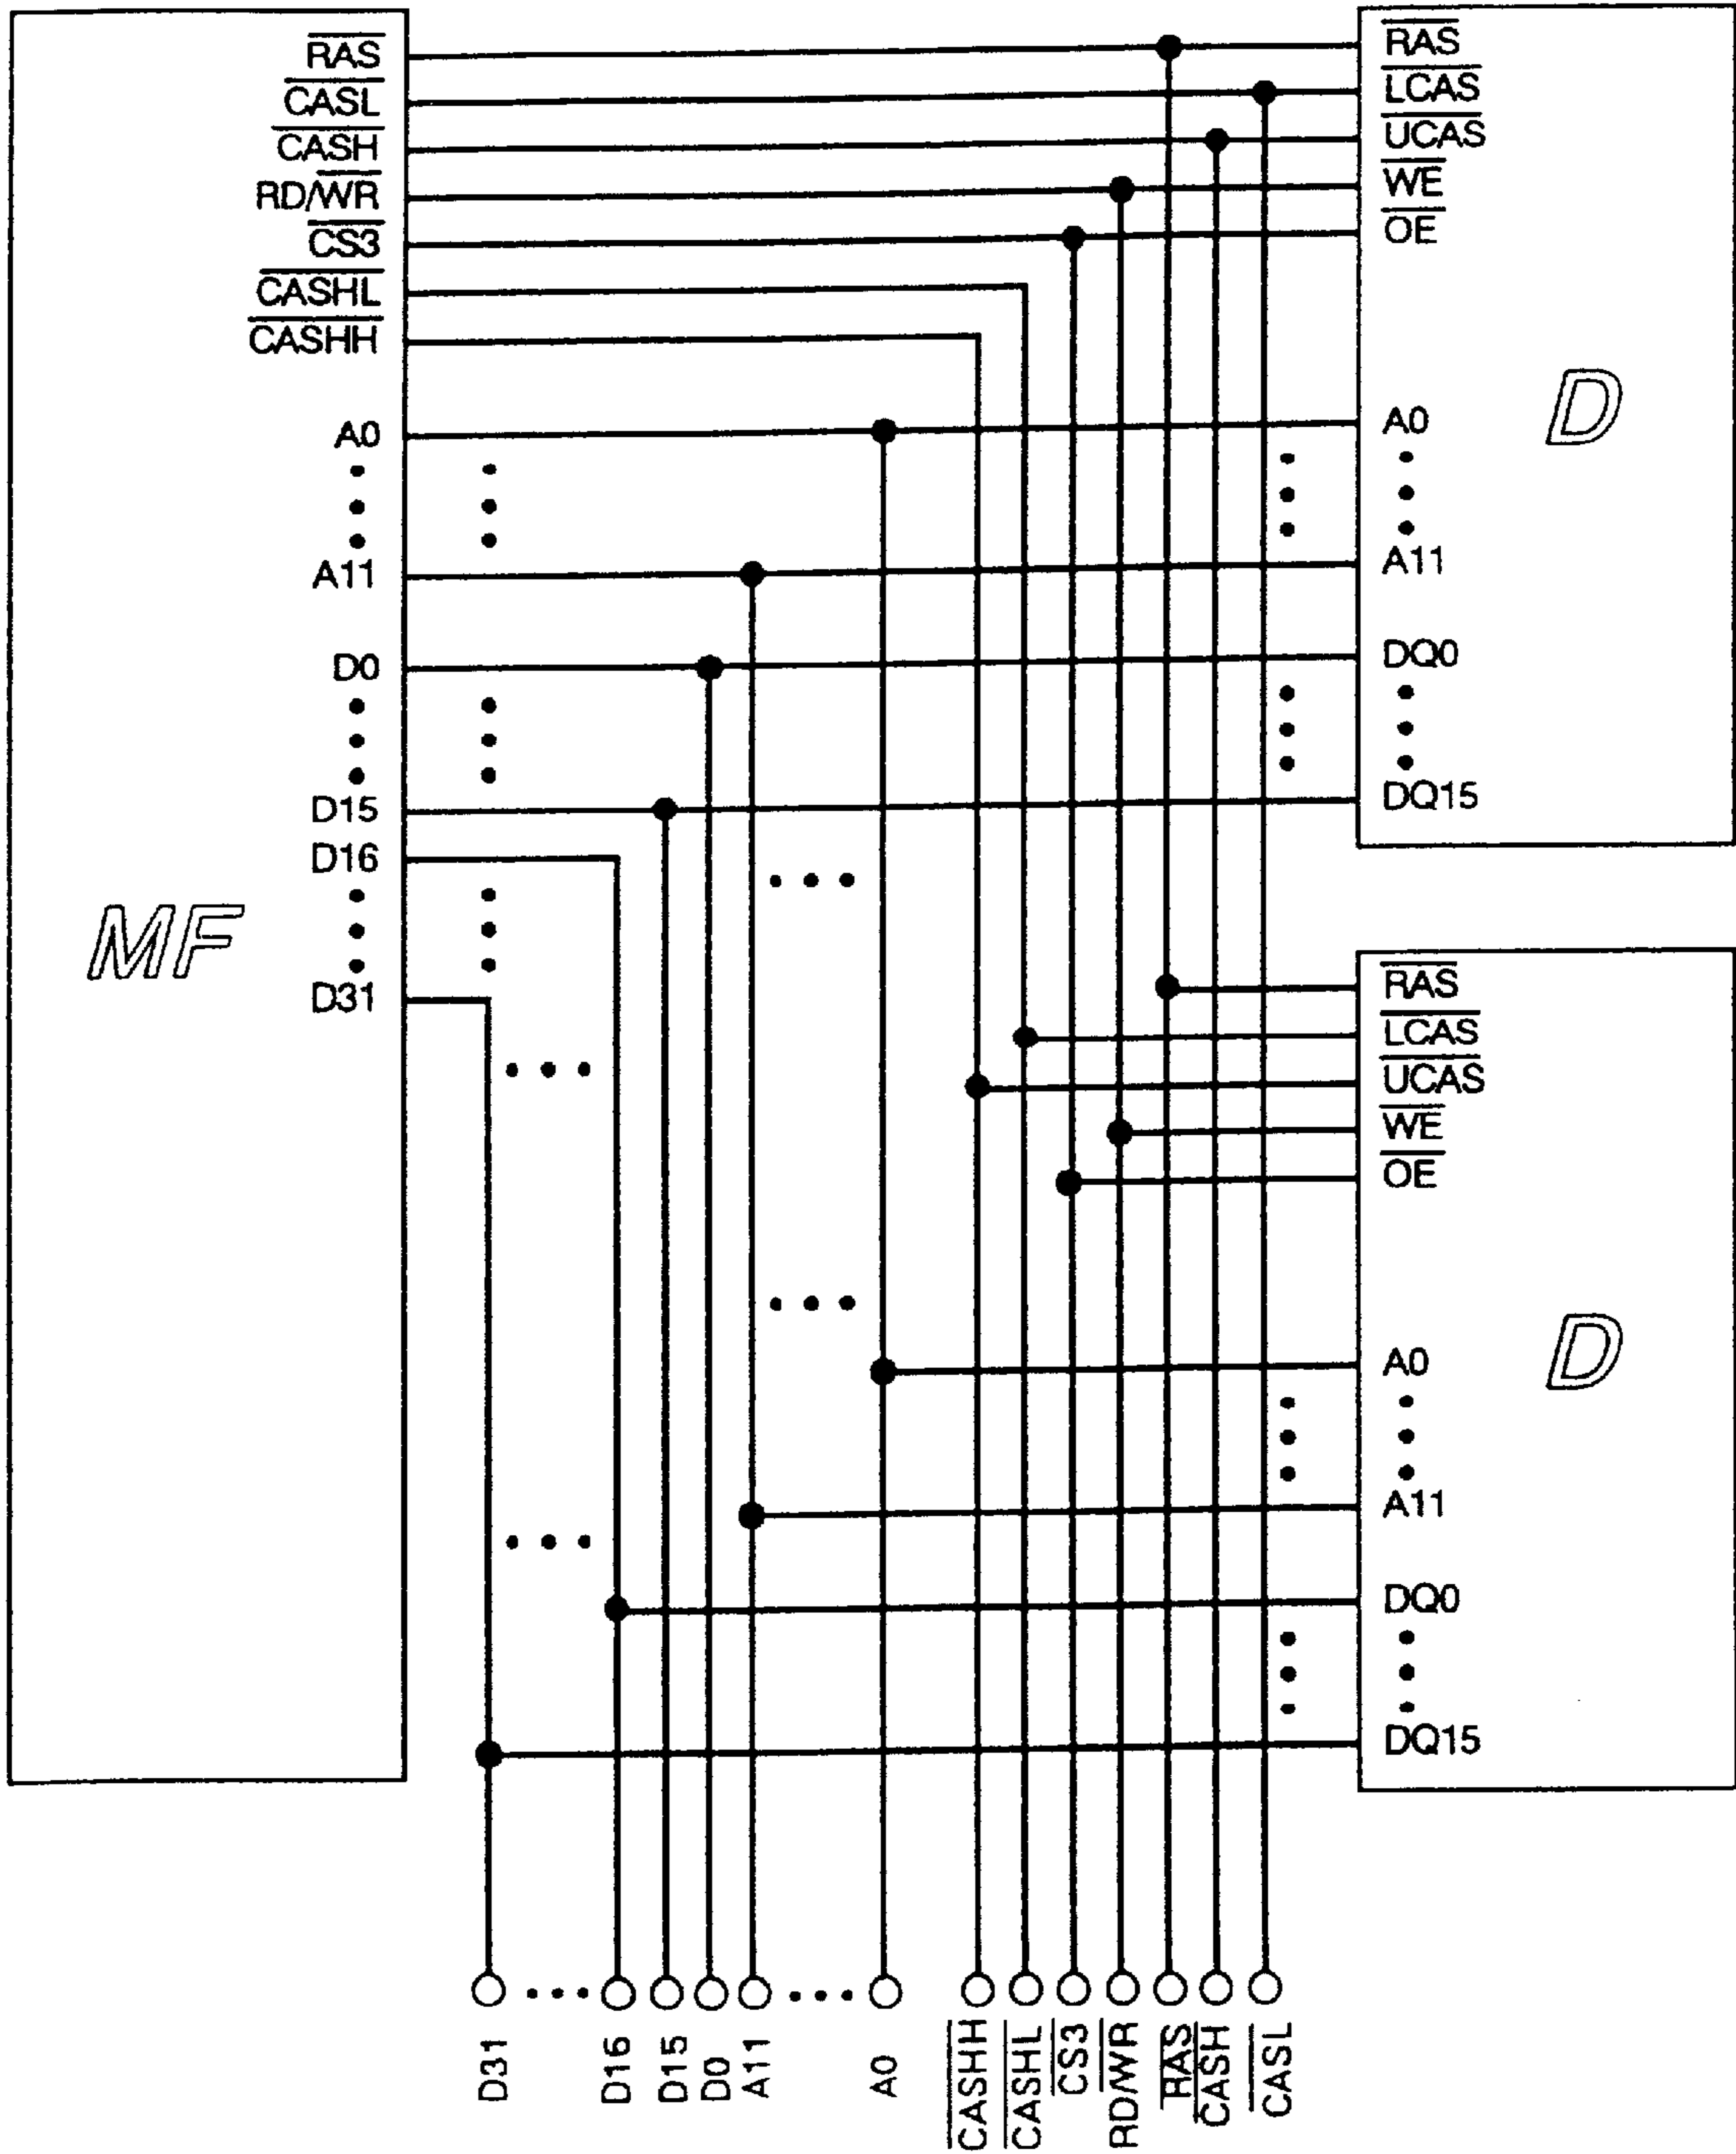 RAS
CASL
CASH
RD/WR
CS3
CASHL
CASHH
A0
A11
D0
D15
D16
D31
MF
RAS
LCAS
UCAS
WE
OE
D
A0
A11
DQ0
DQ15
RAS
LCAS
UCAS
WE
OE
D
A0
A11
DQ0
DQ15
D31
D16
D15
D0
A11
A0
CASHH
CASHL
CS3
RD/WR
RAS
CASH
CASL